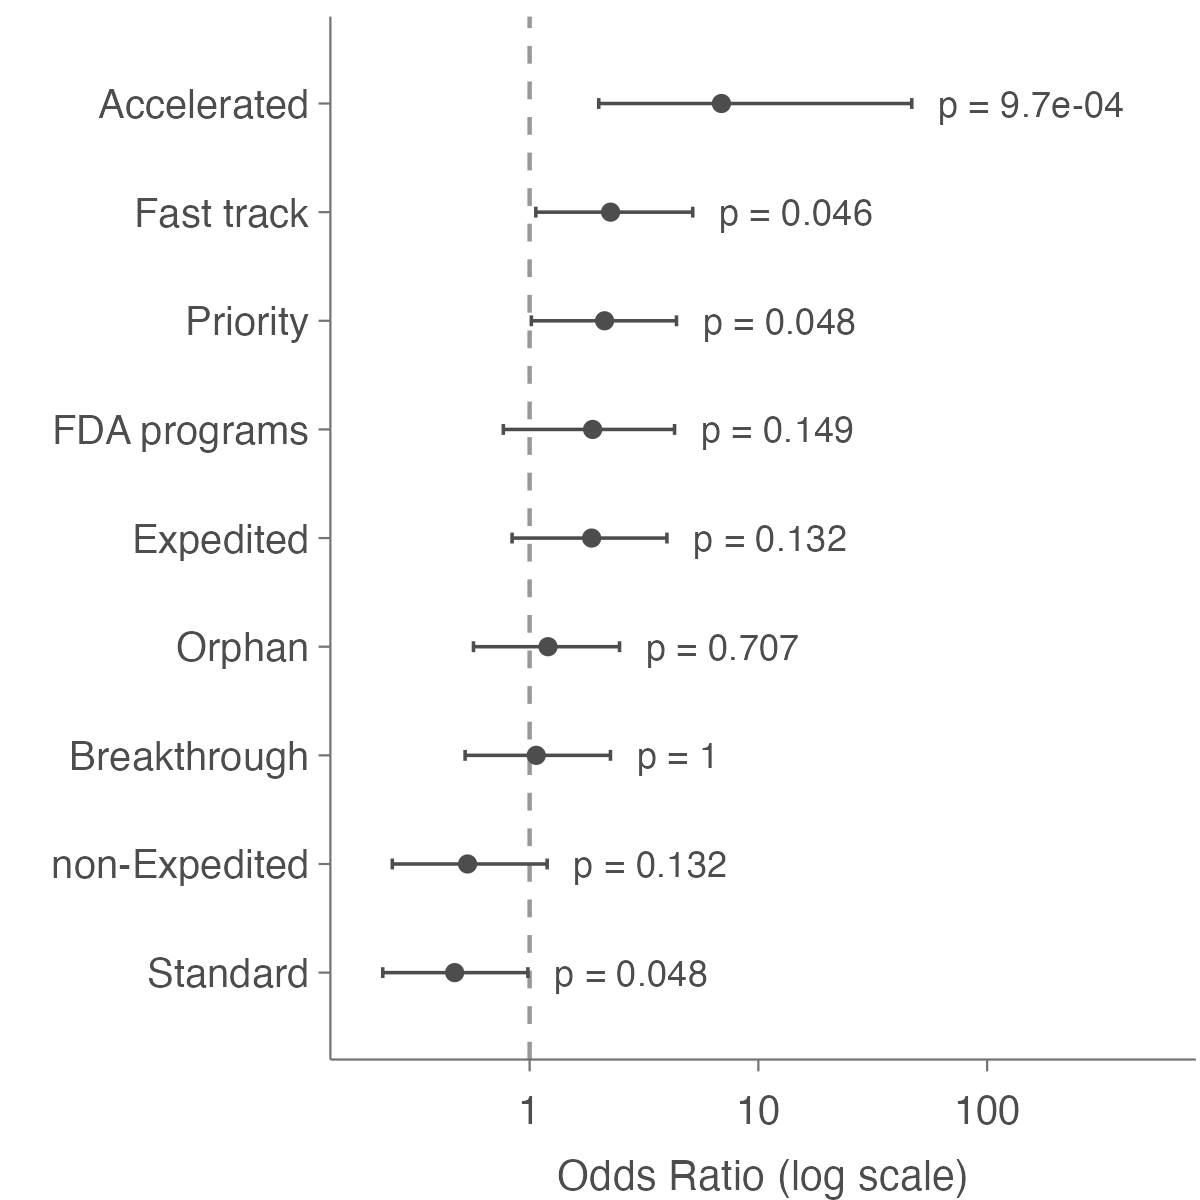 Accelerated p = 9.7e-04
Fast track p = 0.046
Priority p = 0.048
FDA programs p = 0.149
Expedited p = 0.132
Orphan p = 0.707
Breakthrough p = 1
non-Expedited p = 0.132
Standard p = 0.048
1 10 100
Odds Ratio (log scale)